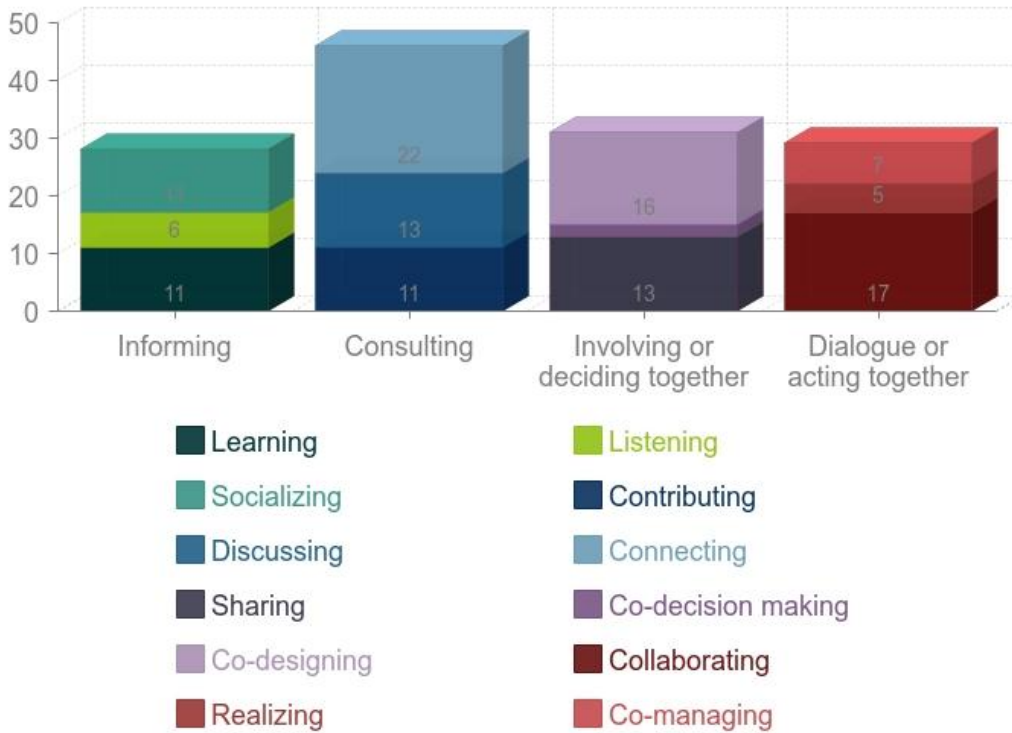 50
40
30
20
10
0
11
6
11
22
13
11
16
13
7
5
17
Informing
Consulting
Involving or
deciding together
Dialogue or
acting together
Learning
Listening
Socializing
Contributing
Discussing
Connecting
Sharing
Co-decision making
Co-designing
Collaborating
Realizing
Co-managing